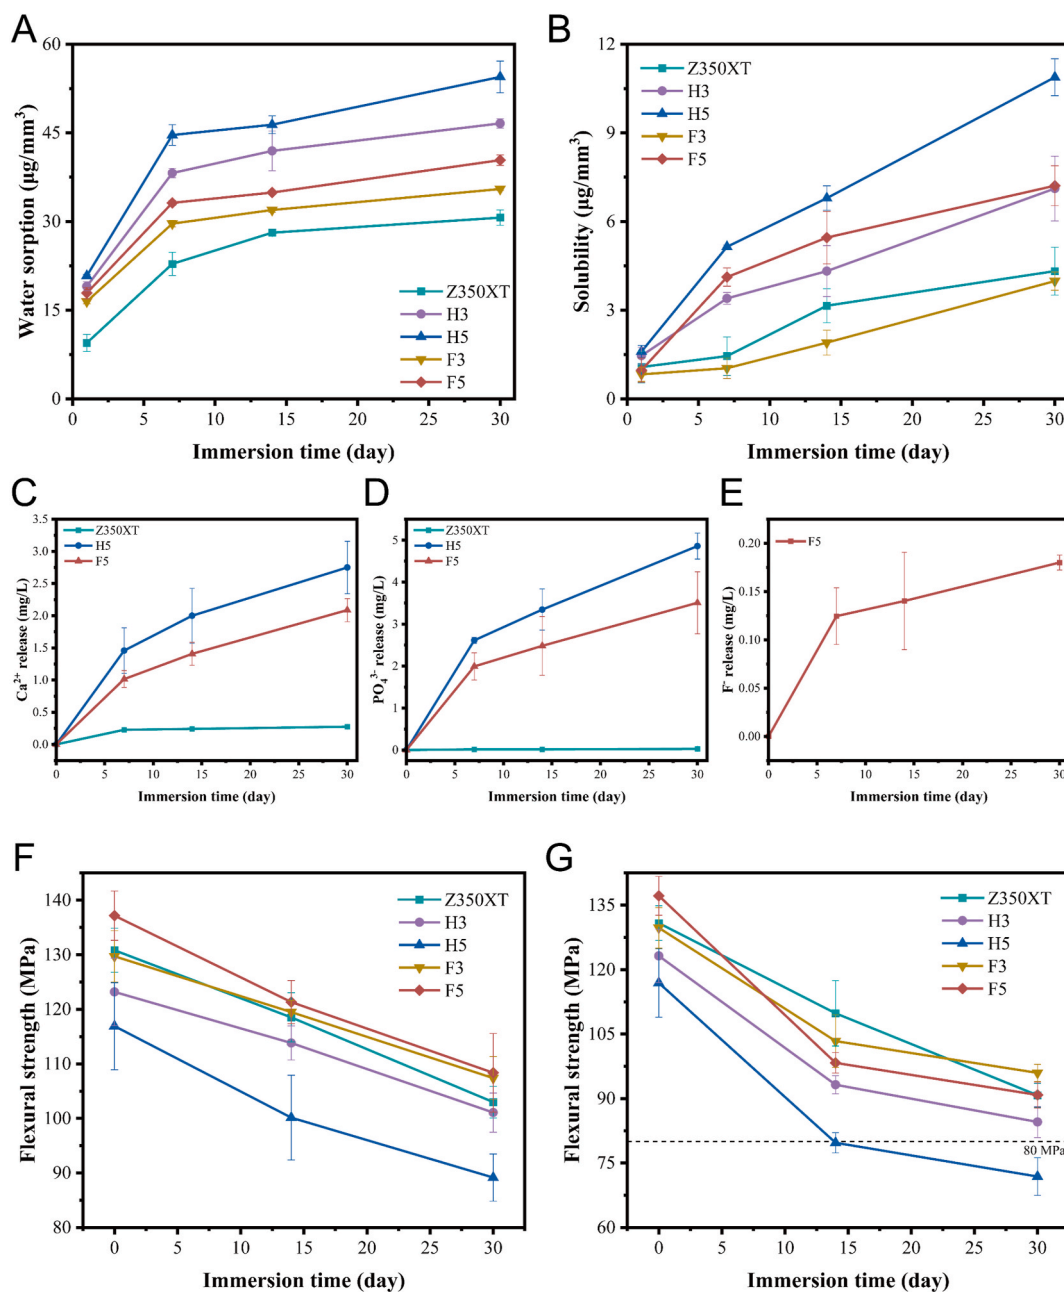 A
Water sorption (μg/mm³)
60
45
30
15
0
0 5 10 15 20 25 30
Immersion time (day)
Z350XT
H3
H5
F3
F5
B
Solubility (μg/mm³)
12
9
6
3
0
0 5 10 15 20 25 30
Immersion time (day)
Z350XT
H3
H5
F3
F5
C
Ca²⁺ release (mg/L)
3.5
3.0
2.5
2.0
1.5
1.0
0.5
0.0
0 5 10 15 20 25 30
Immersion time (day)
Z350XT
H5
F5
D
PO₄³⁻ release (mg/L)
5
4
3
2
1
0
0 5 10 15 20 25 30
Immersion time (day)
Z350XT
H5
F5
E
F⁻ release (mg/L)
0.20
0.15
0.10
0.05
0.00
0 5 10 15 20 25 30
Immersion time (day)
F5
F
Flexural strength (MPa)
140
130
120
110
100
90
80
0 5 10 15 20 25 30
Immersion time (day)
Z350XT
H3
H5
F3
F5
G
Flexural strength (MPa)
135
120
105
90
75
60
0 5 10 15 20 25 30
Immersion time (day)
Z350XT
H3
H5
F3
F5
80 MPa